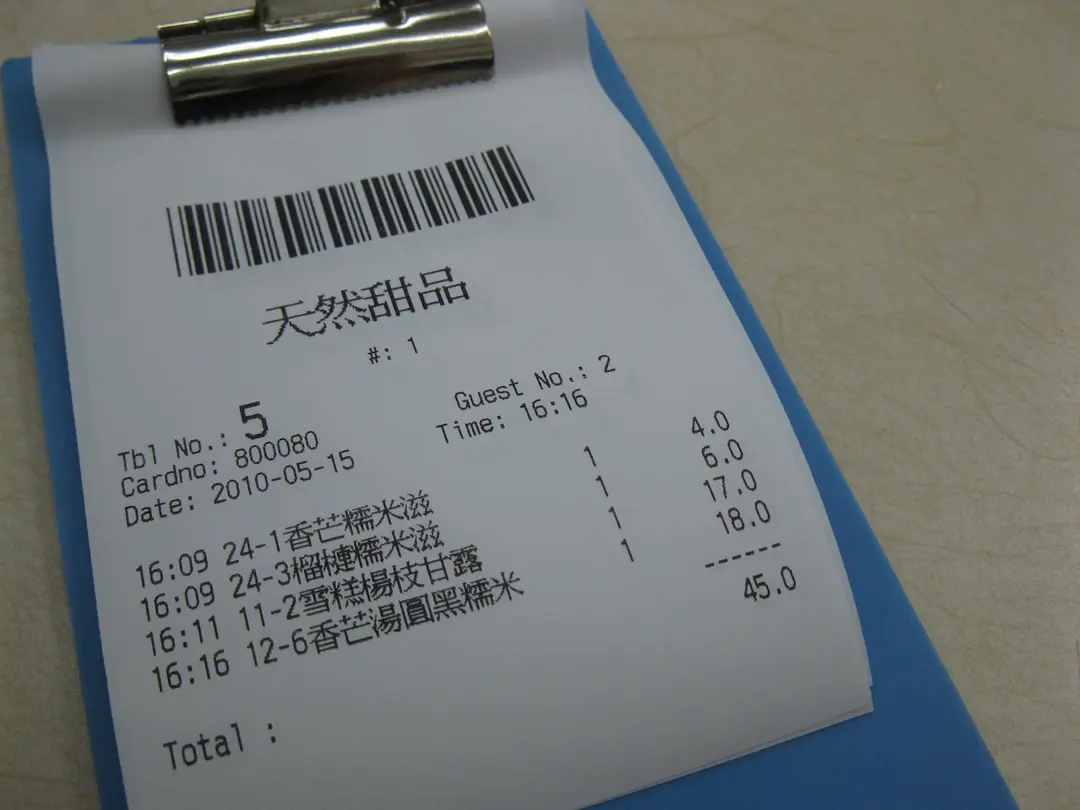 天然甜品
#: 1
Tbl No.: 5 Guest No.: 2
Cardno: 800080 Time: 16:16
Date: 2010-05-15
16:09 24-1香芒糯米滋 1 4.0
16:09 24-3榴槤糯米滋 1 6.0
16:11 11-2雪糕楊枝甘露 1 17.0
16:16 12-6香芒湯圓黑糯米 1 18.0
------
Total : 45.0